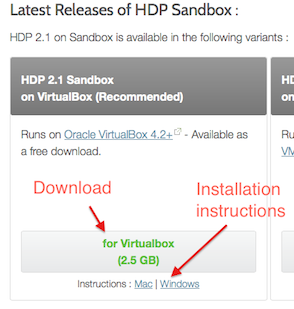 Latest Releases of HDP Sandbox :
HDP 2.1 on Sandbox is available in the following variants :
HDP 2.1 Sandbox
on VirtualBox (Recommended)
Runs on Oracle VirtualBox 4.2+ - Available as
a free download.
Download
Installation
instructions
for Virtualbox
(2.5 GB)
Instructions : Mac | Windows